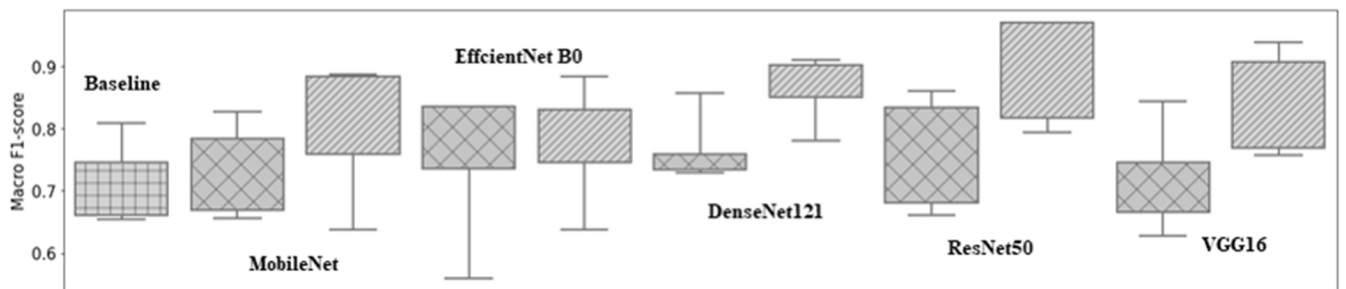 EffcientNet B0
0.9
Baseline
0.8
Macro F1-score
0.7
DenseNet121
0.6
MobileNet
ResNet50
VGG16